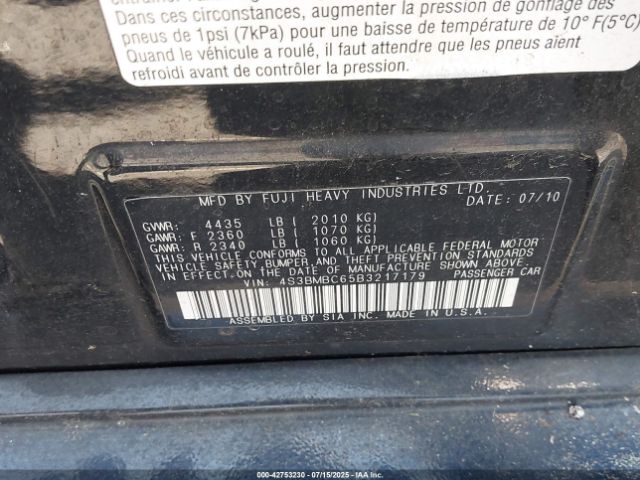 Dans ces circonstances, augmenter la pression de gonflage des
pneus de 1psi (7kPa) pour une baisse de température de 10° F(5°C)
Lorsque le véhicule a roulé, il faut attendre que les pneus aient
refroidi avant de contrôler la pression.
MFD BY FUJI HEAVY INDUSTRIES LTD.
DATE: 07/10
GVWR: 4435 LB ( 2010 KG)
GAWR: F 2360 LB ( 1070 KG)
GAWR: R 2340 LB ( 1060 KG)
THIS VEHICLE CONFORMS TO ALL APPLICABLE FEDERAL MOTOR
VEHICLE SAFETY, BUMPER, AND THEFT PREVENTION STANDARDS
IN EFFECT ON THE DATE OF MANUFACTURE SHOWN ABOVE.
VIN: 4S3BMBC65B3217179 PASSENGER CAR
ASSEMBLED BY SIA INC. MADE IN U.S.A.
000-42753230 - 07/15/2025 - IAAI.COM